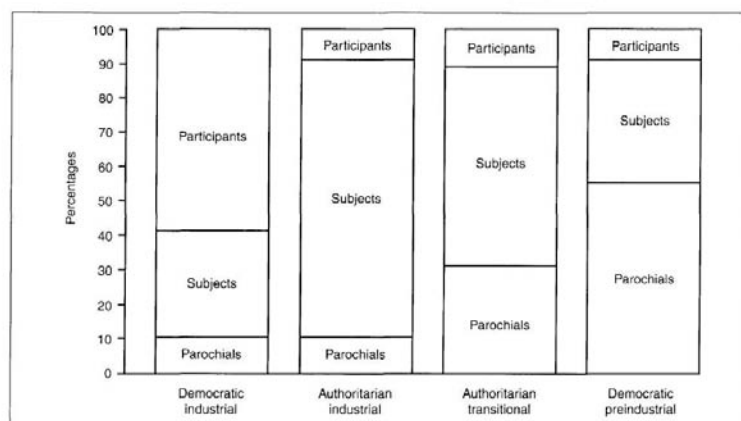 100
90
80
70
60
50
40
30
20
10
0
Percentages
Participants
Subjects
Parochials
Participants
Subjects
Parochials
Participants
Subjects
Parochials
Participants
Subjects
Parochials
Democratic
industrial
Authoritarian
industrial
Authoritarian
transitional
Democratic
preindustrial